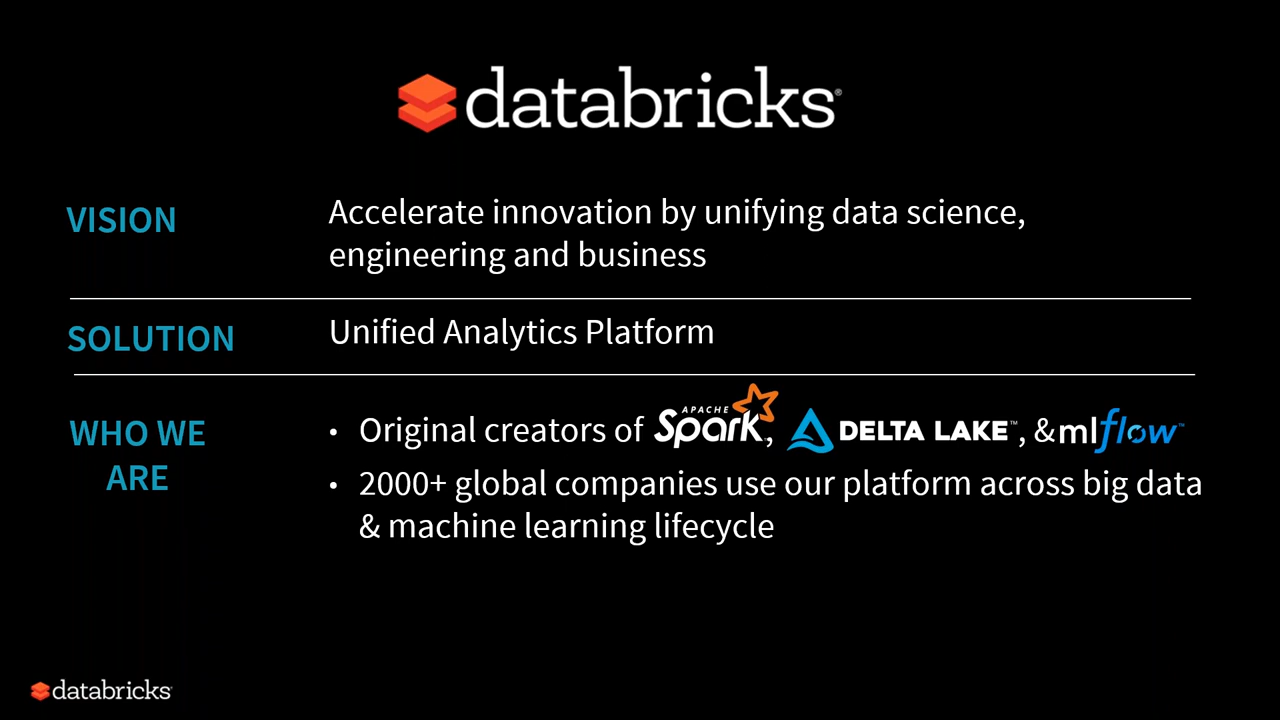 databricks®
VISION
Accelerate innovation by unifying data science,
engineering and business
SOLUTION
Unified Analytics Platform
WHO WE
ARE
• Original creators of APACHE Spark, DELTA LAKE™, & mlflow™
• 2000+ global companies use our platform across big data
& machine learning lifecycle
databricks